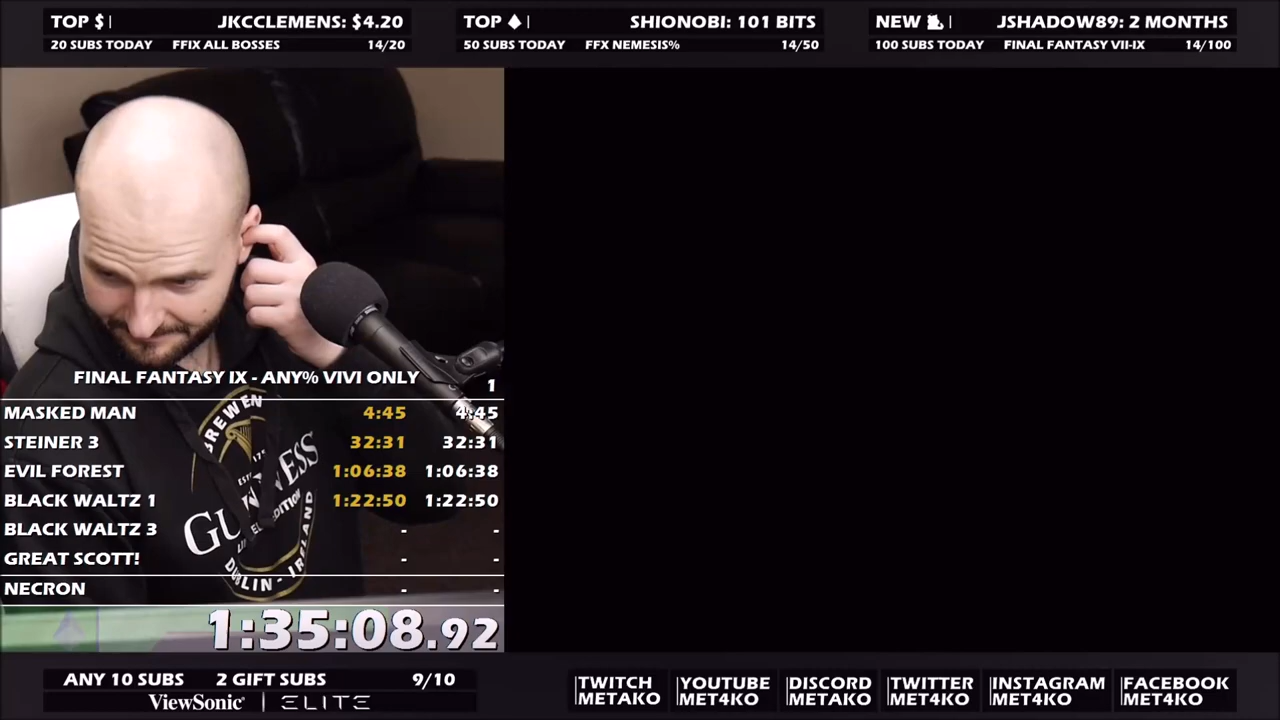 TOP $ | JKCCLEMENS: $4.20
20 SUBS TODAY FFIX ALL BOSSES 14/20
TOP | SHIONOBI: 101 BITS
50 SUBS TODAY FFX NEMESIS% 14/50
NEW | JSHADOW89: 2 MONTHS
100 SUBS TODAY FINAL FANTASY VII-IX 14/100
FINAL FANTASY IX - ANY% VIVI ONLY 1
MASKED MAN 4:45 4:45
STEINER 3 32:31 32:31
EVIL FOREST 1:06:38 1:06:38
BLACK WALTZ 1 1:22:50 1:22:50
BLACK WALTZ 3 - -
GREAT SCOTT! - -
NECRON - -
1:35:08.92
GUINNESS
DUBLIN - IRELAND
ANY 10 SUBS 2 GIFT SUBS 9/10
ViewSonic | ELITE
TWITCH
METAKO
YOUTUBE
MET4KO
DISCORD
METAKO
TWITTER
MET4KO
INSTAGRAM
MET4KO
FACEBOOK
MET4KO